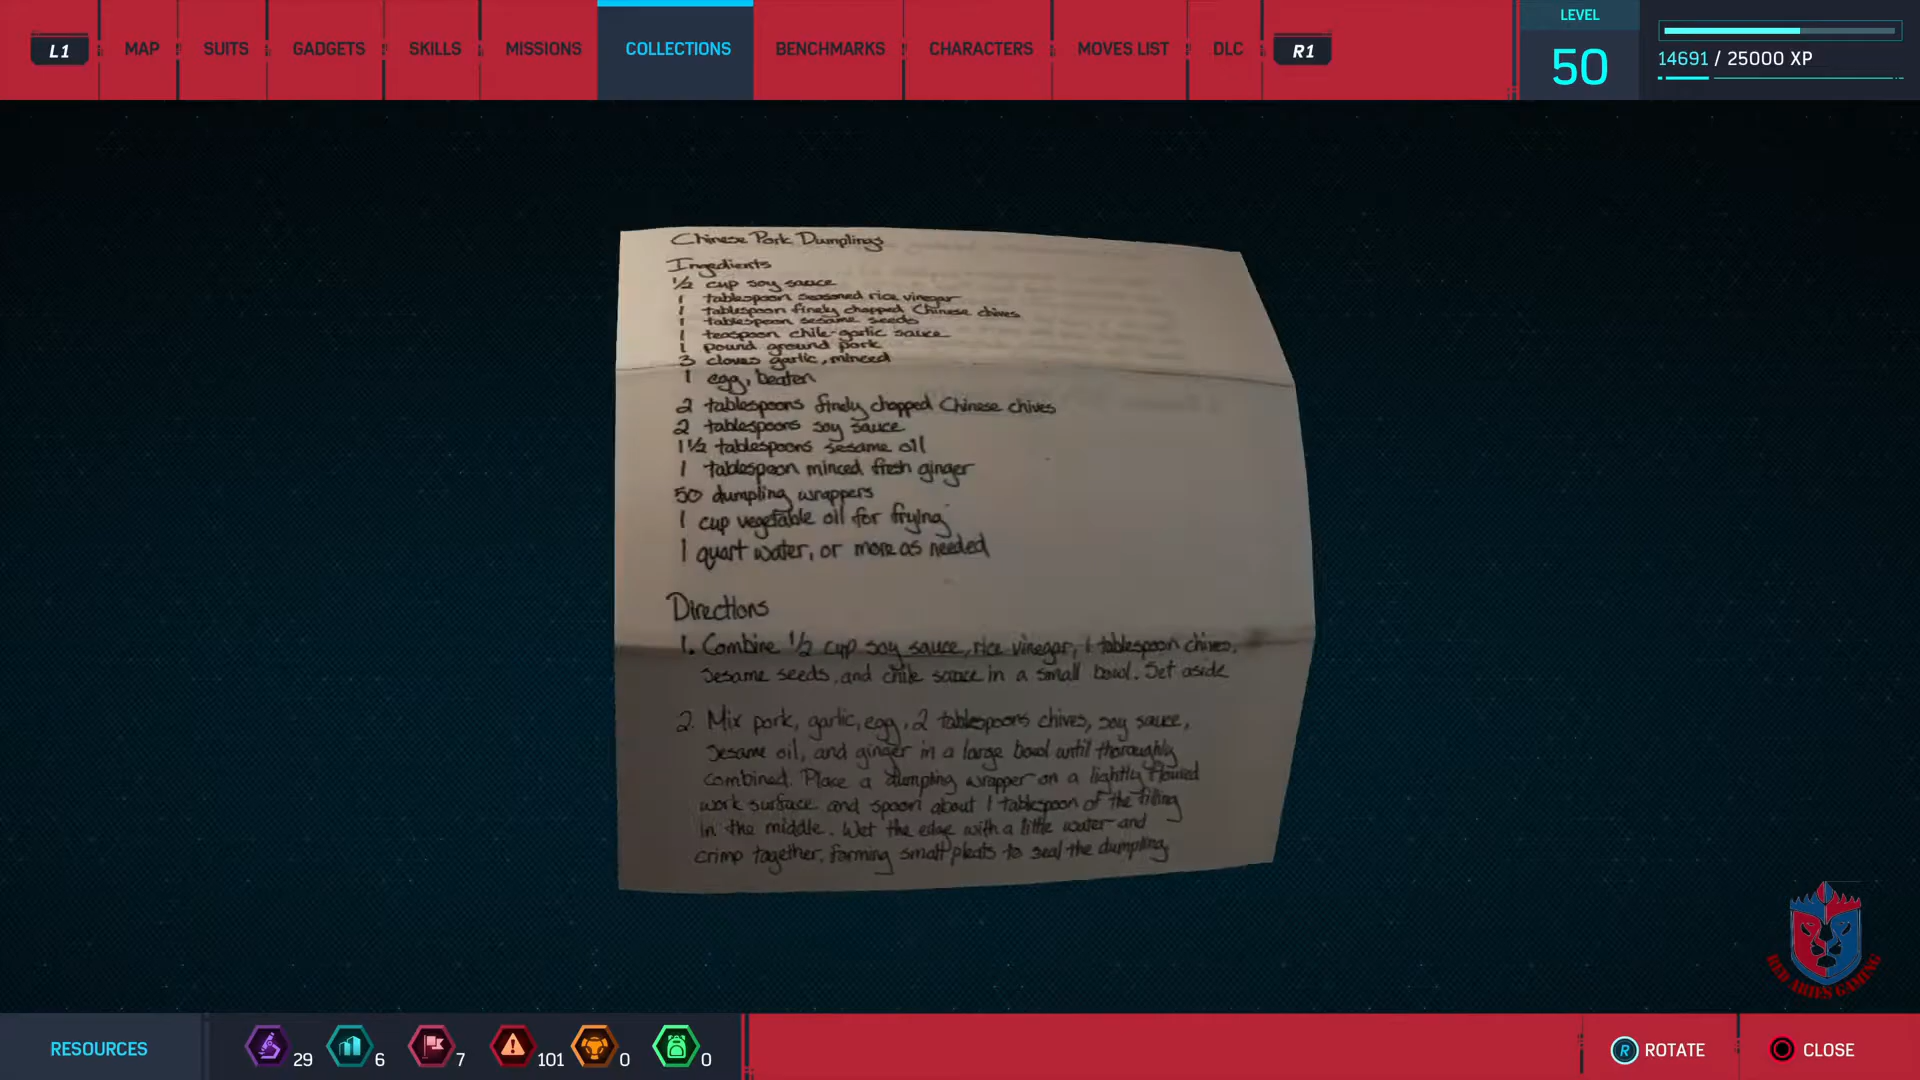 L1 MAP SUITS GADGETS SKILLS MISSIONS COLLECTIONS BENCHMARKS CHARACTERS MOVES LIST DLC R1
LEVEL
50
14691 / 25000 XP
Chinese Pork Dumplings
Ingredients
1/2 cup soy sauce
1 tablespoon seasoned rice vinegar
1 tablespoon finely chopped Chinese chives
1 tablespoon sesame seeds
1 teaspoon chile-garlic sauce
1 pound ground pork
3 cloves garlic, minced
1 egg, beaten
2 tablespoons finely chopped Chinese chives
2 tablespoons soy sauce
1 1/2 tablespoons sesame oil
1 tablespoon minced fresh ginger
50 dumpling wrappers
1 cup vegetable oil for frying
1 quart water, or more as needed
Directions
1. Combine 1/2 cup soy sauce, rice vinegar, 1 tablespoon chives,
sesame seeds, and chile sauce in a small bowl. Set aside
2. Mix pork, garlic, egg, 2 tablespoons chives, soy sauce,
sesame oil, and ginger in a large bowl until thoroughly
combined. Place a dumpling wrapper on a lightly floured
work surface and spoon about 1 tablespoon of the filling
in the middle. Wet the edge with a little water and
crimp together, forming small pleats to seal the dumpling
RED ARIES GAMING
RESOURCES 29 6 7 101 0 0
R ROTATE CLOSE